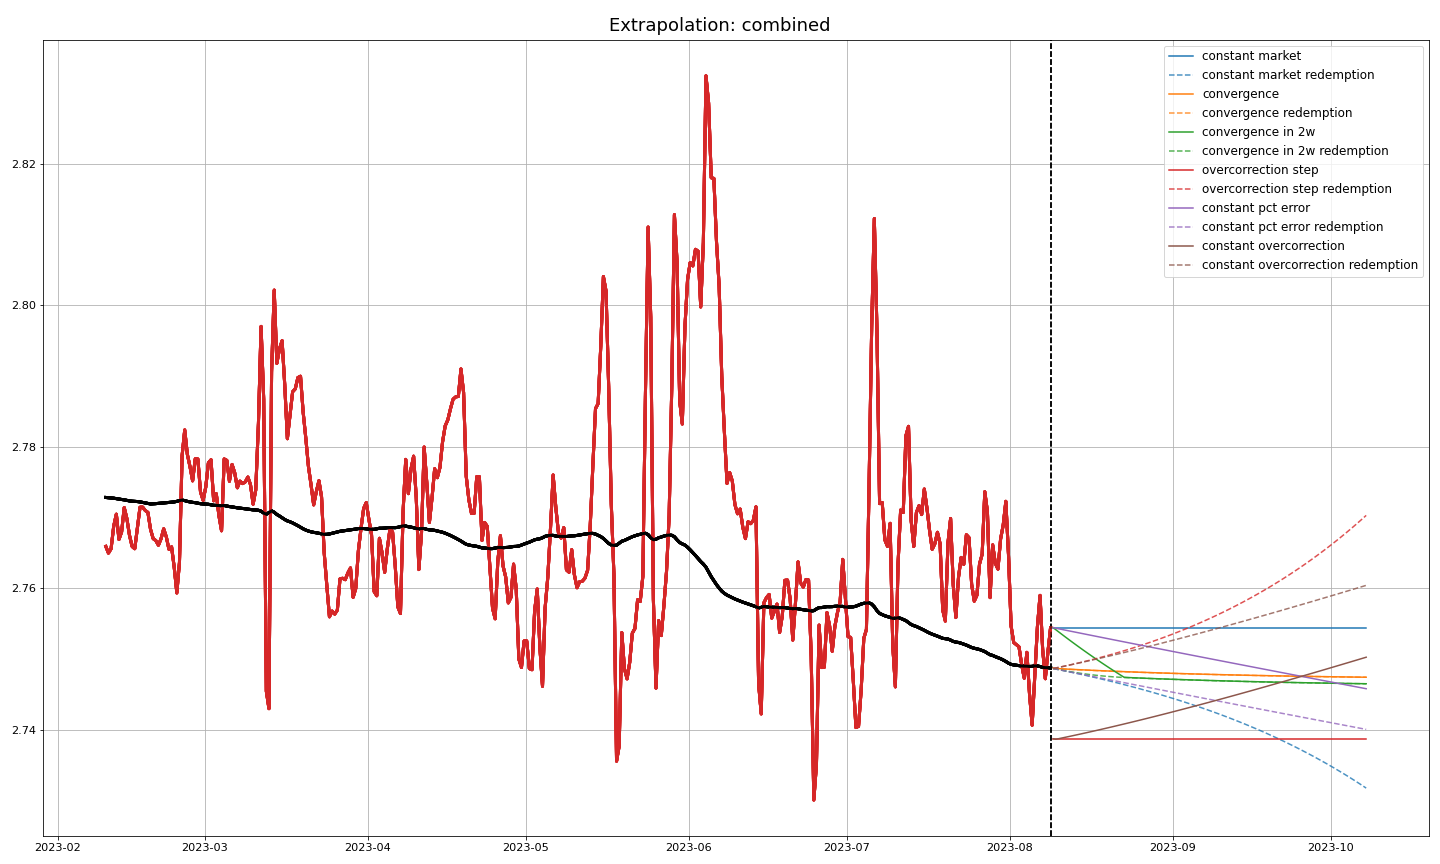 Extrapolation: combined
constant market
constant market redemption
convergence
convergence redemption
convergence in 2w
convergence in 2w redemption
overcorrection step
overcorrection step redemption
constant pct error
constant pct error redemption
constant overcorrection
constant overcorrection redemption
2.82
2.80
2.78
2.76
2.74
2023-02 2023-03 2023-04 2023-05 2023-06 2023-07 2023-08 2023-09 2023-10